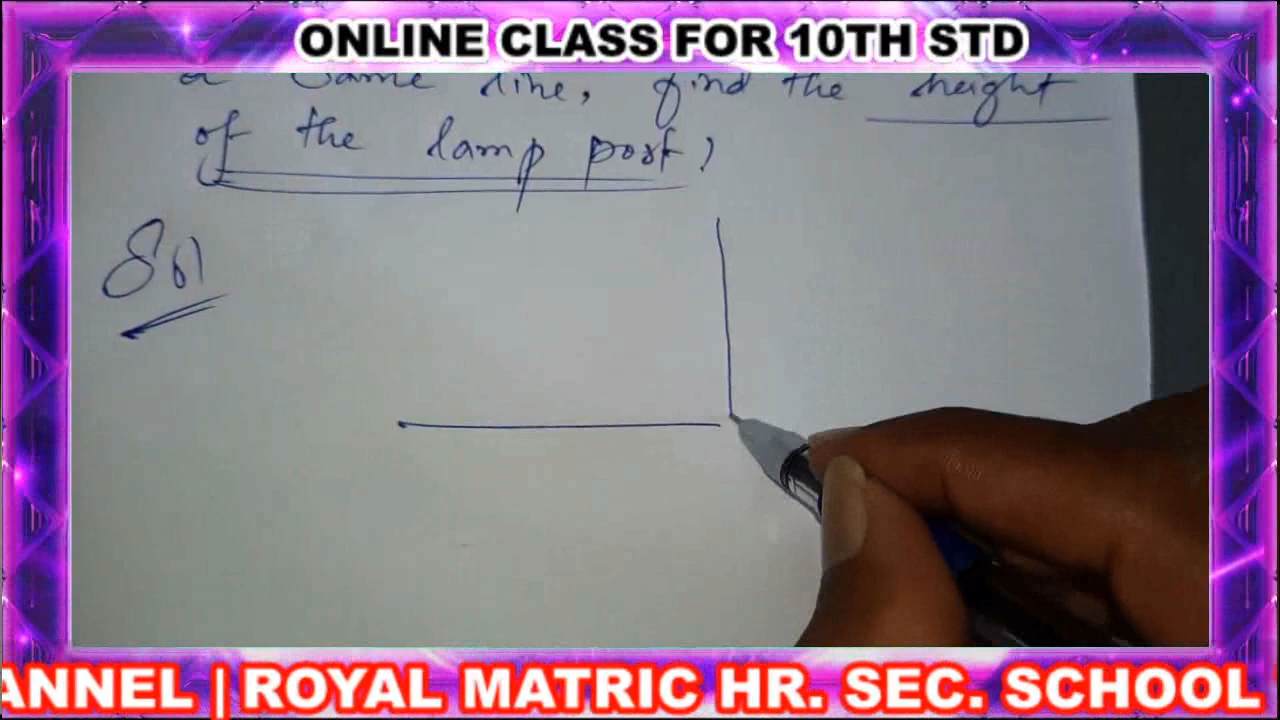 ONLINE CLASS FOR 10TH STD
a same line, find the height
of the lamp post?
Sol
ANNEL | ROYAL MATRIC HR. SEC. SCHOOL